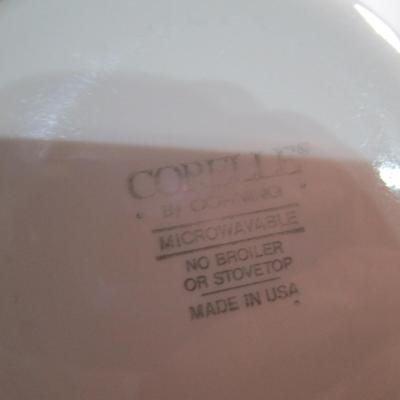 CORELLE®
By CORNING
MICROWAVABLE
NO BROILER
OR STOVETOP
MADE IN USA